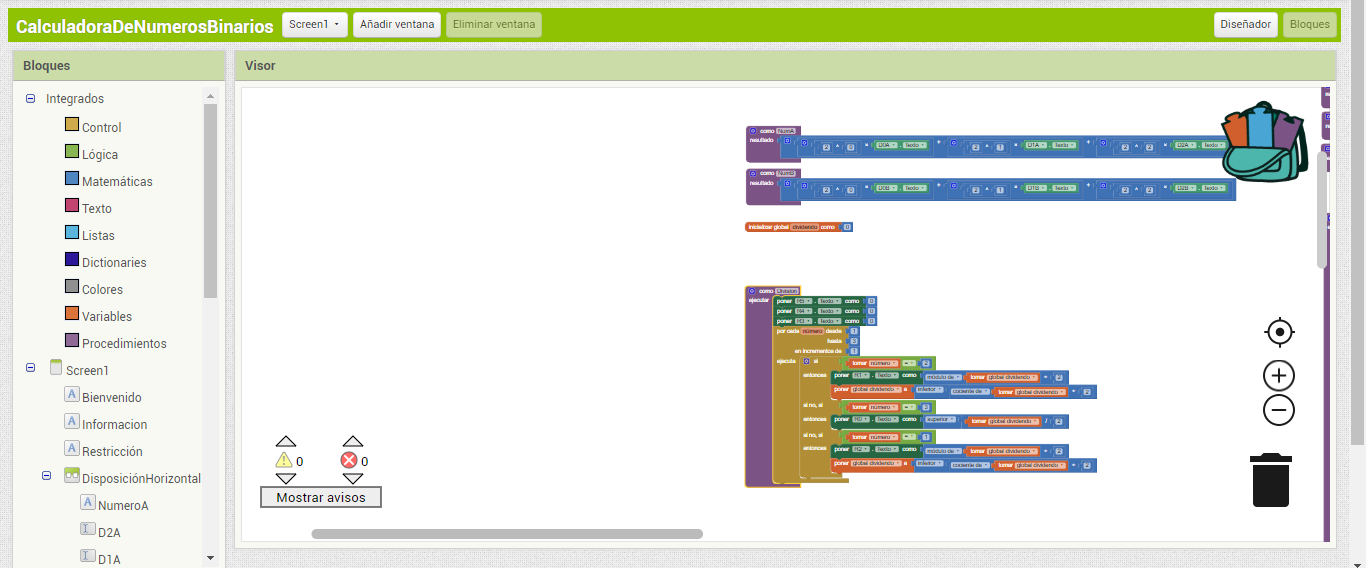 CalculadoraDeNumerosBinarios Screen1 Añadir ventana Eliminar ventana Diseñador Bloques
Bloques
Integrados
Control
Lógica
Matemáticas
Texto
Listas
Dictionaries
Colores
Variables
Procedimientos
Screen1
Bienvenido
Informacion
Restricción
DisposiciónHorizontal
NumeroA
D2A
D1A
Visor
como NumA
resultado 2 ^ 0 × D0A . Texto + 2 ^ 1 × D1A . Texto + 2 ^ 2 × D2A . Texto
como NumB
resultado 2 ^ 0 × D0B . Texto + 2 ^ 1 × D1B . Texto + 2 ^ 2 × D2B . Texto
inicializar global dividendo como 0
como Division
ejecutar poner . Texto como 0
poner . Texto como 0
poner . Texto como 0
por cada número desde 1
hasta 3
en incrementos de 1
ejecuta si tomar número = 2
entonces poner . Texto como módulo de tomar global dividendo ÷ 2
poner global dividendo a inferior cociente de tomar global dividendo ÷ 2
si no, si tomar número = 3
entonces poner . Texto como superior tomar global dividendo / 2
si no, si tomar número = 1
entonces poner . Texto como módulo de tomar global dividendo ÷ 2
poner global dividendo a inferior cociente de tomar global dividendo ÷ 2
0 0
Mostrar avisos